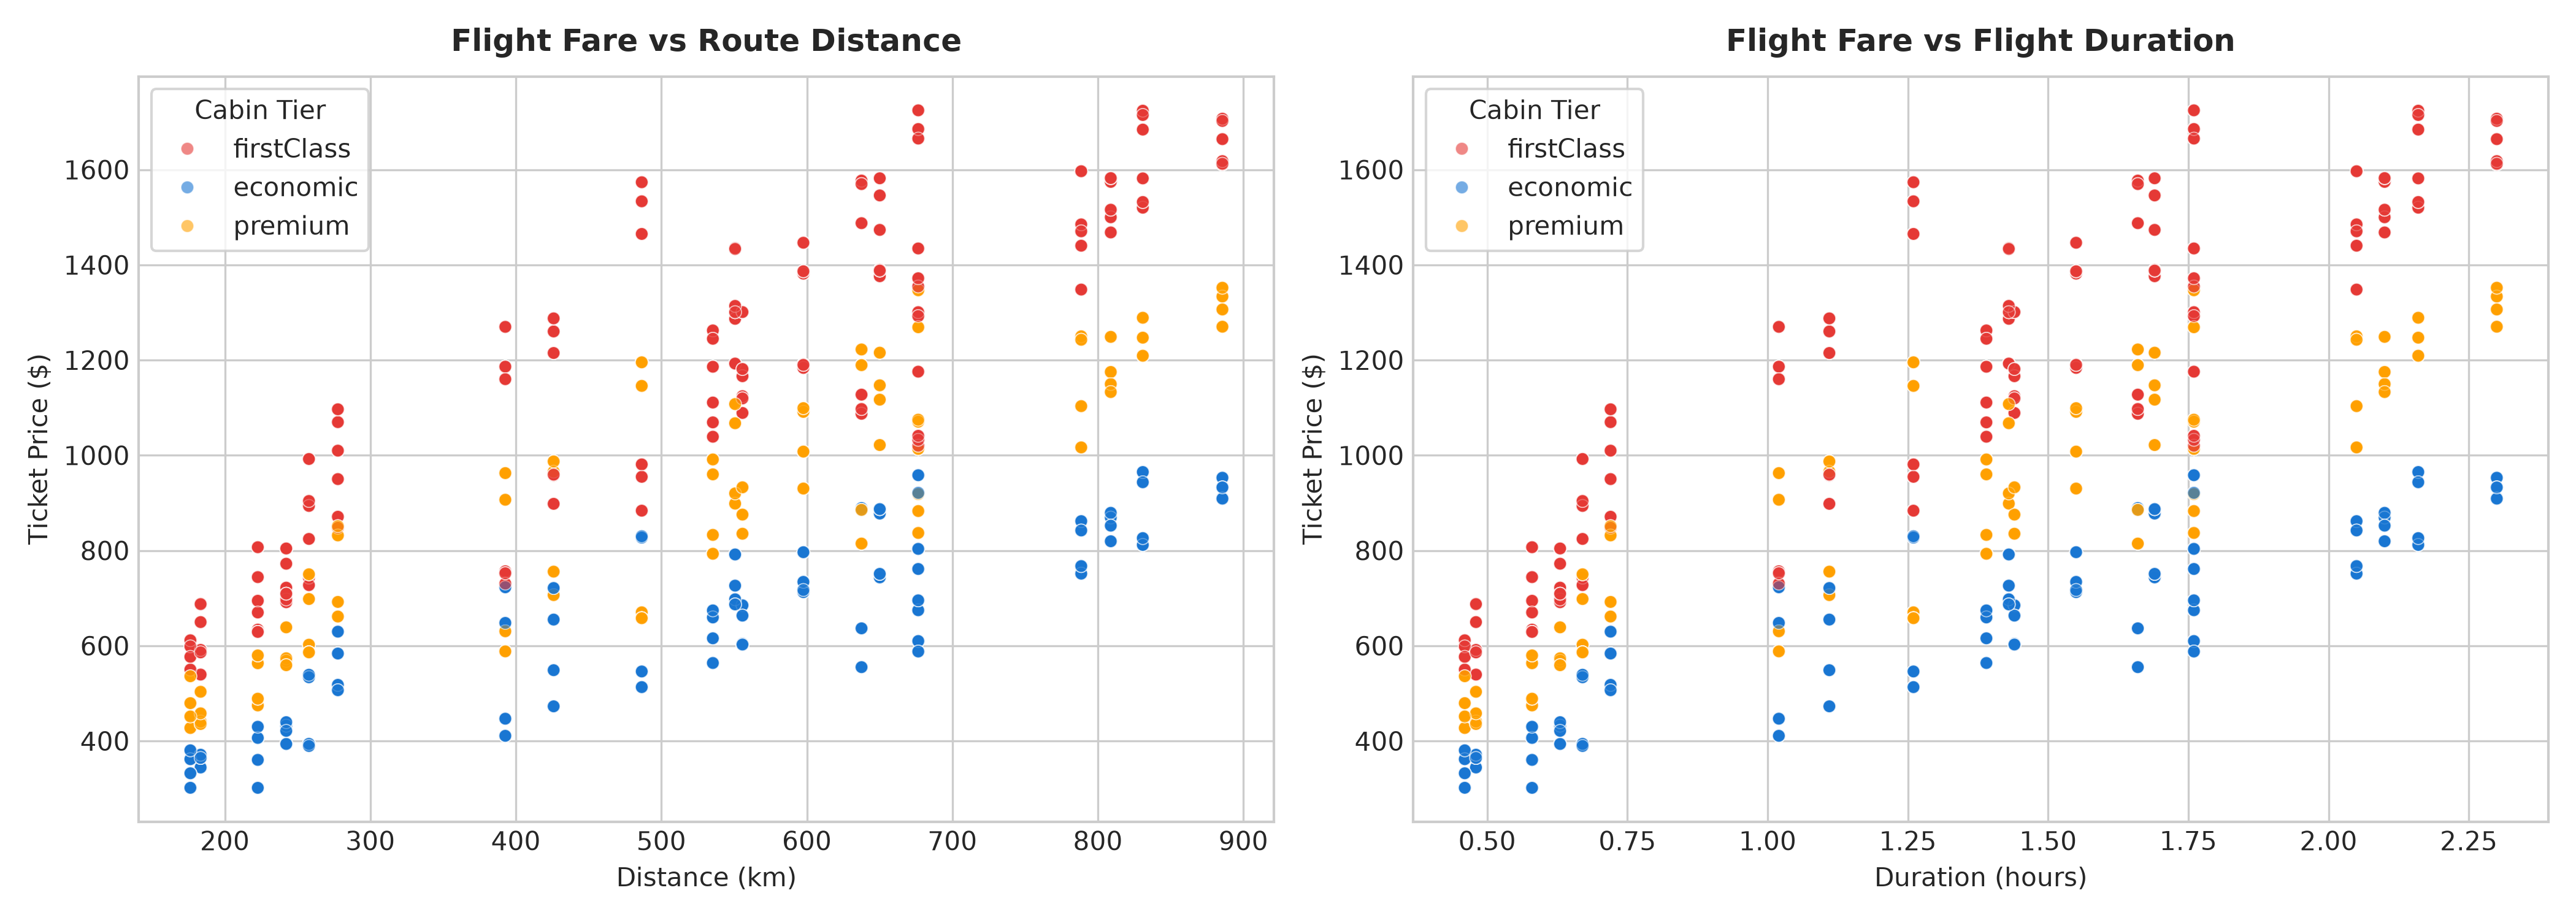 Flight Fare vs Route Distance
Cabin Tier
firstClass
economic
premium
1600
1400
1200
1000
800
600
400
Ticket Price ($)
200 300 400 500 600 700 800 900
Distance (km)
Flight Fare vs Flight Duration
Cabin Tier
firstClass
economic
premium
1600
1400
1200
1000
800
600
400
Ticket Price ($)
0.50 0.75 1.00 1.25 1.50 1.75 2.00 2.25
Duration (hours)